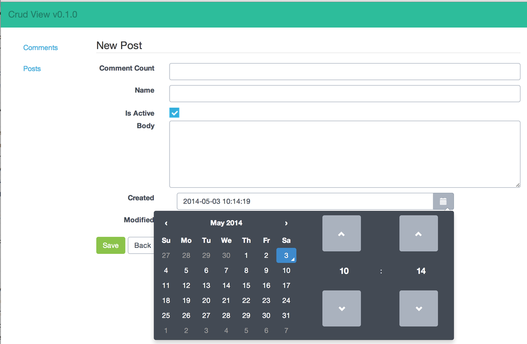 Crud View v0.1.0
Comments
Posts
New Post
Comment Count
Name
Is Active
Body
Created
2014-05-03 10:14:19
Modified
Save
Back
‹ May 2014 ›
Su Mo Tu We Th Fr Sa
27 28 29 30 1 2 3
4 5 6 7 8 9 10
11 12 13 14 15 16 17
18 19 20 21 22 23 24
25 26 27 28 29 30 31
1 2 3 4 5 6 7
10 : 14